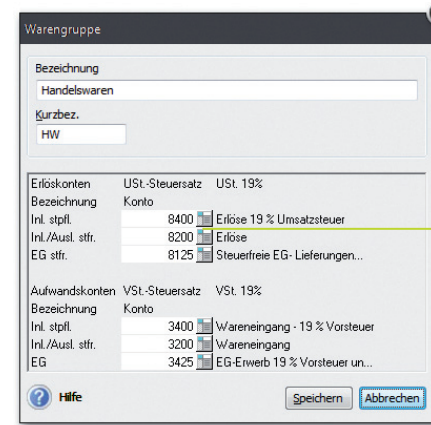 Warengruppe
Bezeichnung
Handelswaren
Kurzbez.
HW
Erlöskonten USt.-Steuersatz USt. 19%
Bezeichnung Konto
Inl. stpfl. 8400 Erlöse 19 % Umsatzsteuer
Inl./Ausl. stfr. 8200 Erlöse
EG stfr. 8125 Steuerfreie EG- Lieferungen...
Aufwandskonten VSt.-Steuersatz VSt. 19%
Bezeichnung Konto
Inl. stpfl. 3400 Wareneingang - 19 % Vorsteuer
Inl./Ausl. stfr. 3200 Wareneingang
EG 3425 EG-Erwerb 19 % Vorsteuer un...
? Hilfe Speichern Abbrechen